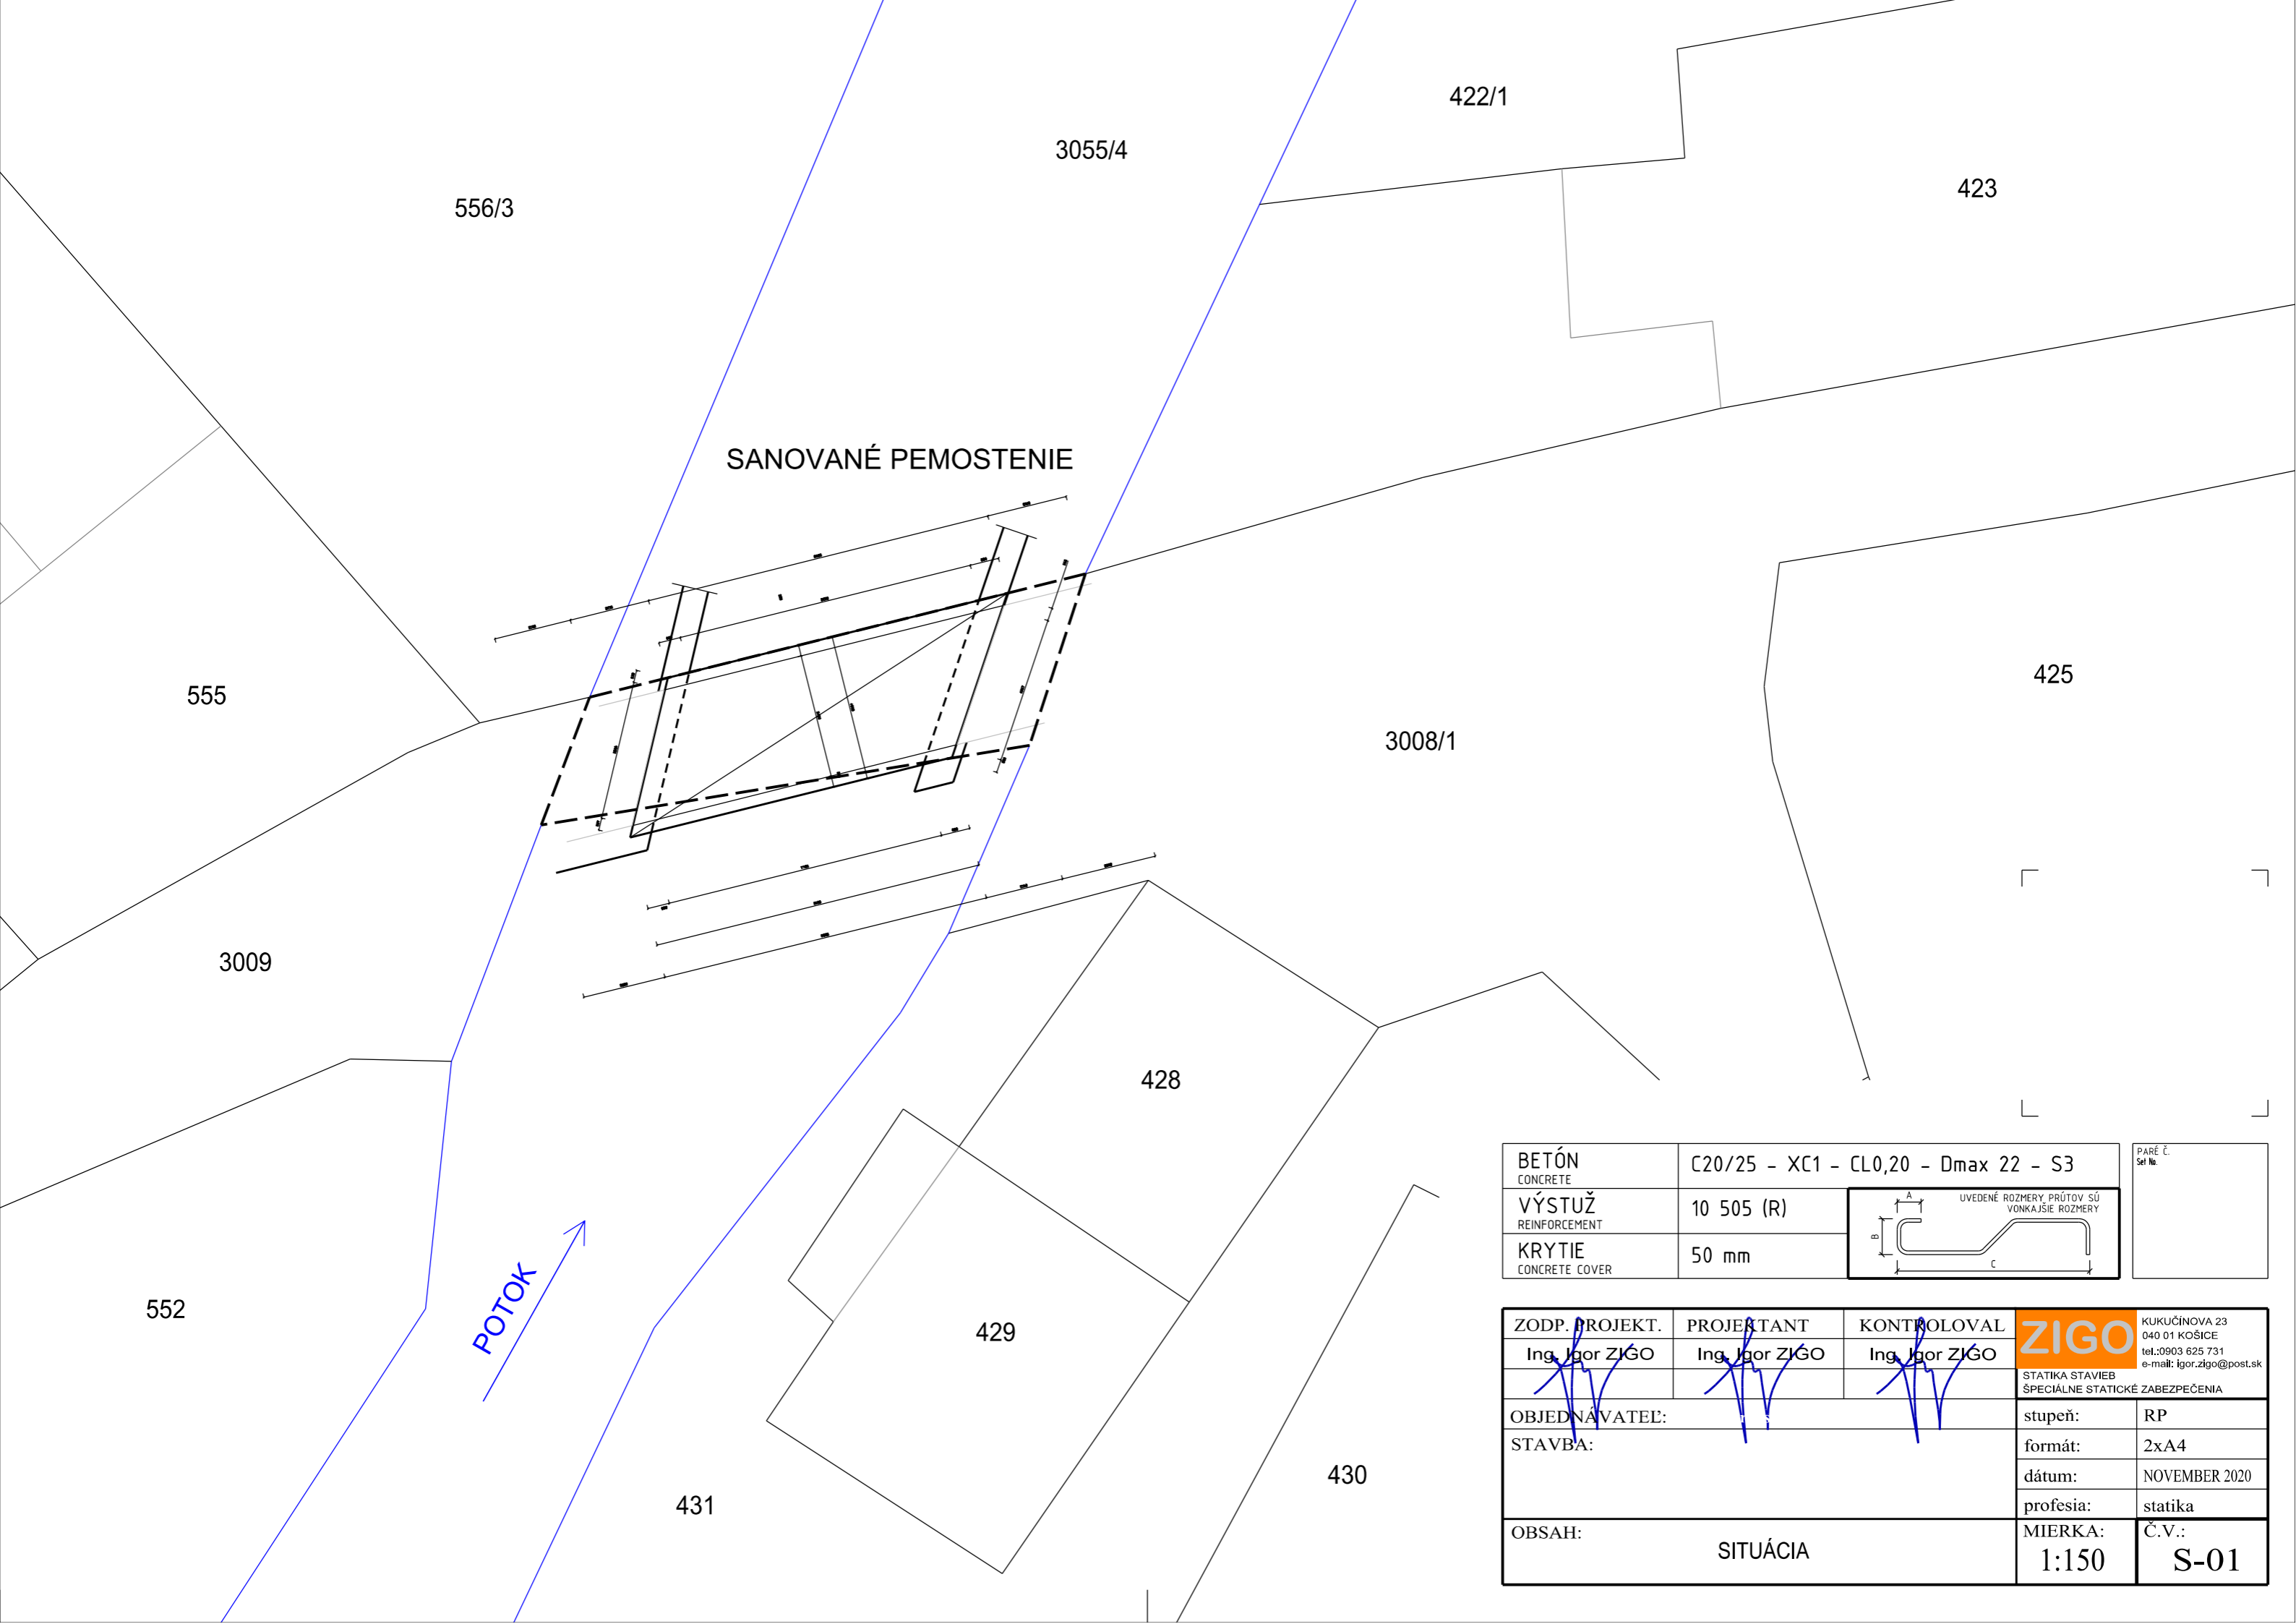 422/1
3055/4
423
556/3
SANOVANÉ PEMOSTENIE
425
555
3008/1
3009
428
POTOK
552
429
430
431
BETÓN
CONCRETE
C20/25 - XC1 - CL0,20 - Dmax 22 - S3
VÝSTUŽ
REINFORCEMENT
10 505 (R)
KRYTIE
CONCRETE COVER
50 mm
UVEDENÉ ROZMERY PRÚTOV SÚ
VONKAJŠIE ROZMERY
A
B
C
PARÉ Č.
Set No.
ZODP. PROJEKT.
PROJEKTANT
KONTROLOVAL
Ing. Igor ZIGO
Ing. Igor ZIGO
Ing. Igor ZIGO
ZIGO
KUKUČÍNOVA 23
040 01 KOŠICE
tel.:0903 625 731
e-mail: igor.zigo@post.sk
STATIKA STAVIEB
ŠPECIÁLNE STATICKÉ ZABEZPEČENIA
OBJEDNÁVATEĽ:
STAVBA:
stupeň: RP
formát: 2xA4
dátum: NOVEMBER 2020
profesia: statika
OBSAH:
SITUÁCIA
MIERKA:
1:150
Č.V.:
S-01